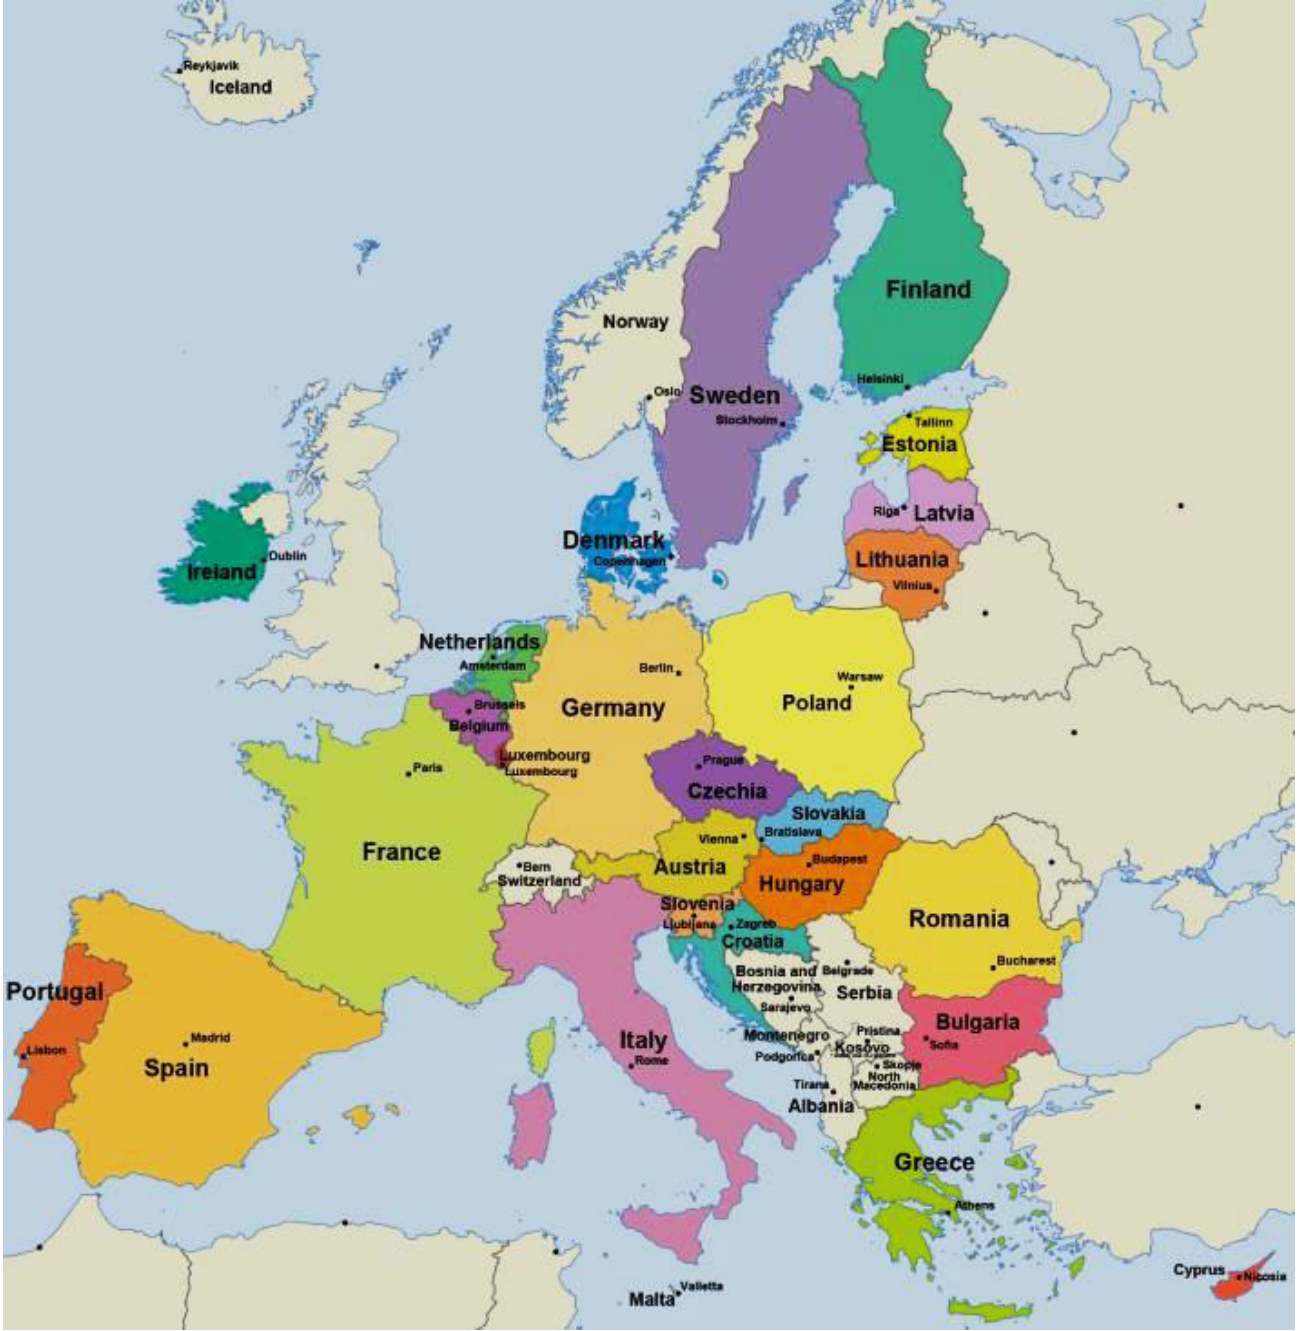 Reykjavik
Iceland
Finland
Norway
Helsinki
Oslo
Sweden
Stockholm
Tallinn
Estonia
Riga
Latvia
Denmark
Copenhagen
Dublin
Ireland
Lithuania
Vilnius
Netherlands
Amsterdam
Berlin
Warsaw
Poland
Germany
Brussels
Belgium
Luxembourg
Luxembourg
Paris
Prague
Czechia
Slovakia
Bratislava
Vienna
France
Bern
Switzerland
Austria
Budapest
Hungary
Slovenia
Ljubljana
Zagreb
Croatia
Romania
Bucharest
Bosnia and
Herzegovina
Sarajevo
Belgrade
Serbia
Portugal
Lisbon
Madrid
Spain
Italy
Rome
Montenegro
Podgorica
Pristina
Kosovo
Bulgaria
Sofia
Skopje
North
Macedonia
Tirana
Albania
Greece
Athens
Cyprus
Nicosia
Valletta
Malta